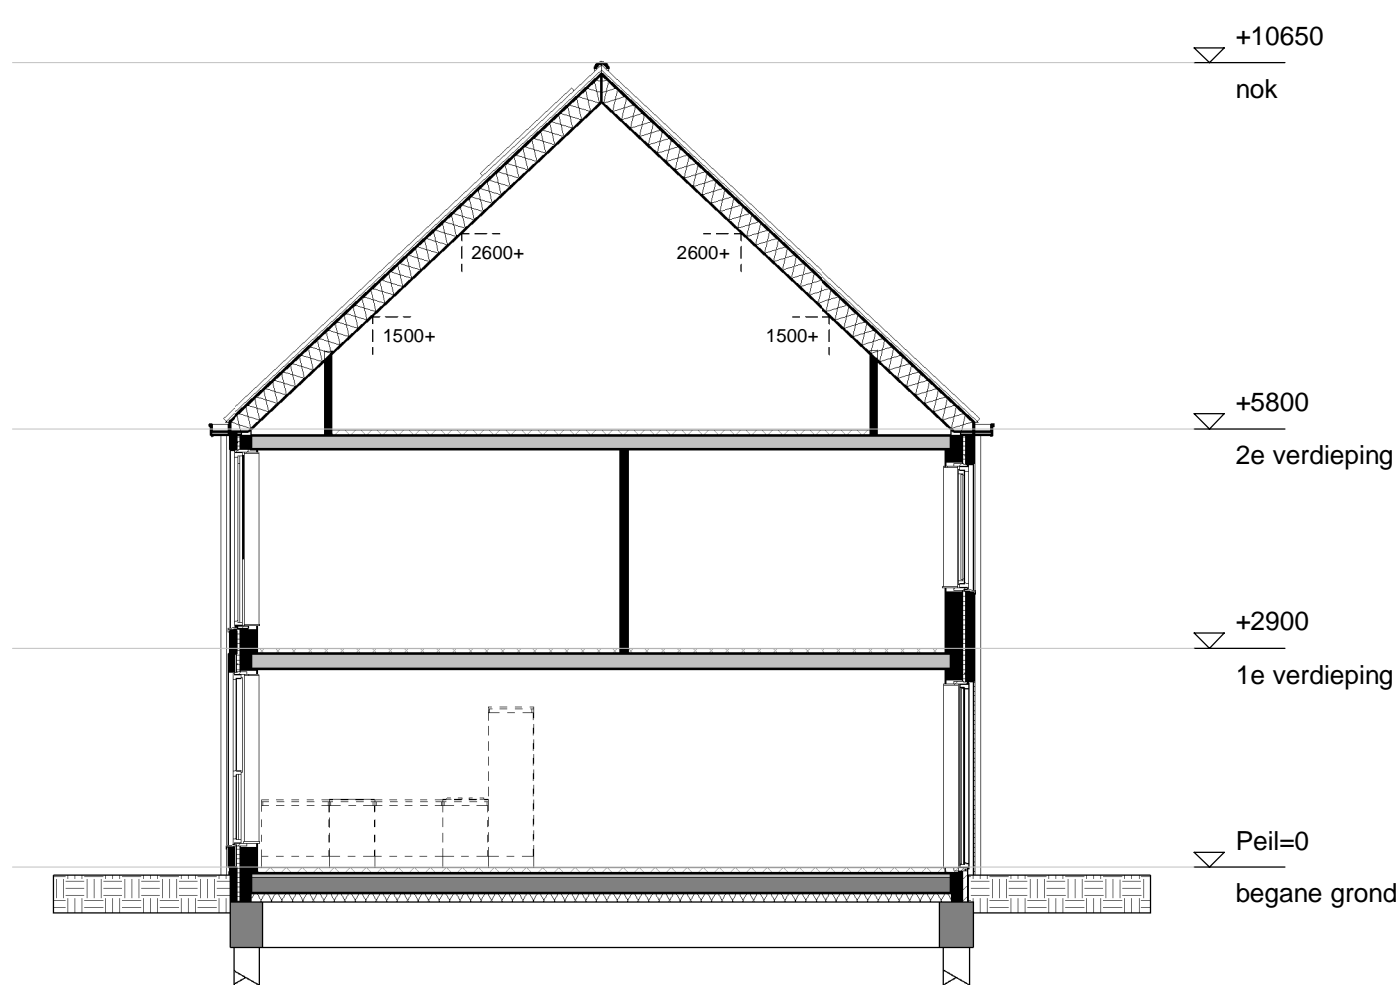 +10650
nok
2600+
2600+
1500+
1500+
+5800
2e verdieping
+2900
1e verdieping
Peil=0
begane grond